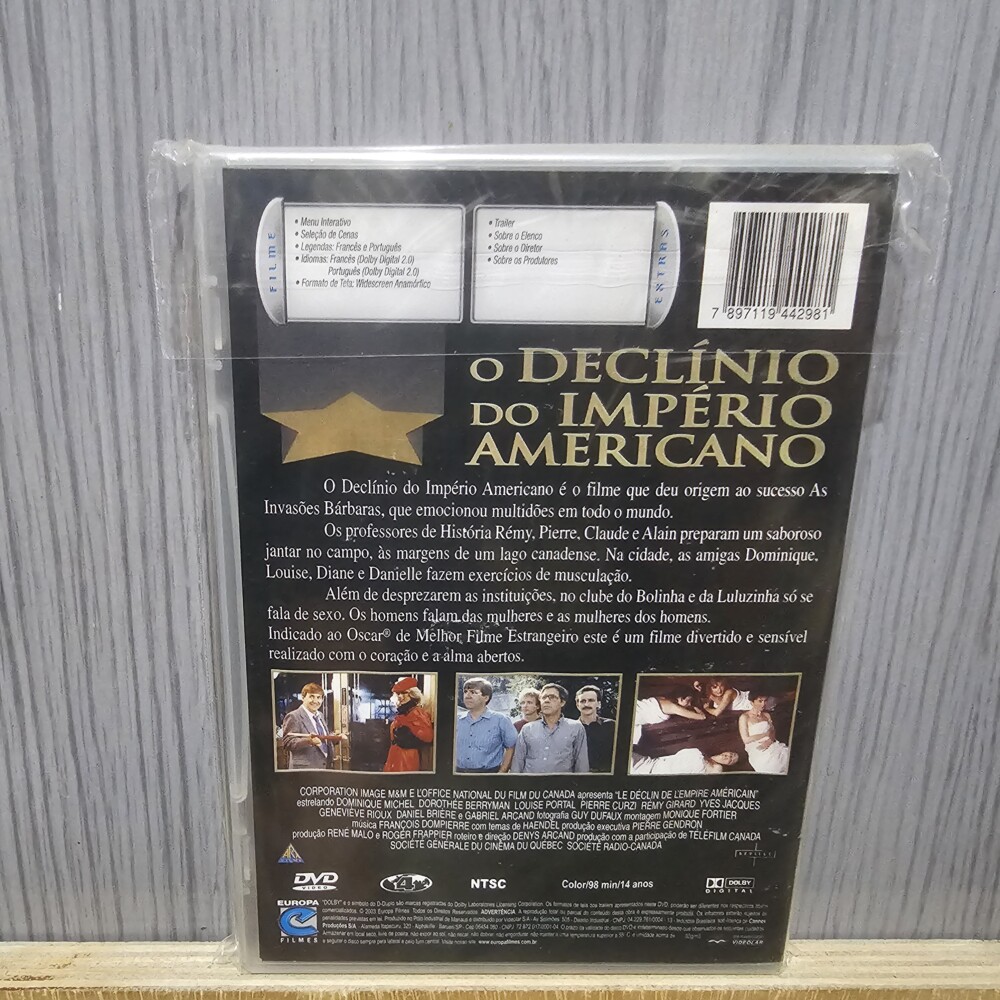 FILME
• Menu Interativo
• Seleção de Cenas
• Legendas: Francês e Português
• Idiomas: Francês (Dolby Digital 2.0)
Português (Dolby Digital 2.0)
• Formato de Tela: Widescreen Anamórfico
• Trailer
• Sobre o Elenco
• Sobre o Diretor
• Sobre os Produtores
EXTRAS
7 897119 442981
O DECLÍNIO
DO IMPÉRIO
AMERICANO
O Declínio do Império Americano é o filme que deu origem ao sucesso As
Invasões Bárbaras, que emocionou multidões em todo o mundo.
Os professores de História Rémy, Pierre, Claude e Alain preparam um saboroso
jantar no campo, às margens de um lago canadense. Na cidade, as amigas Dominique,
Louise, Diane e Danielle fazem exercícios de musculação.
Além de desprezarem as instituições, no clube do Bolinha e da Luluzinha só se
fala de sexo. Os homens falam das mulheres e as mulheres dos homens.
Indicado ao Oscar® de Melhor Filme Estrangeiro este é um filme divertido e sensível
realizado com o coração e a alma abertos.
CORPORATION IMAGE M&M E L'OFFICE NATIONAL DU FILM DU CANADA apresenta "LE DÉCLIN DE L'EMPIRE AMÉRICAIN"
estrelando DOMINIQUE MICHEL DOROTHÉE BERRYMAN LOUISE PORTAL PIERRE CURZI RÉMY GIRARD YVES JACQUES
GENEVIÈVE RIOUX DANIEL BRIÈRE e GABRIEL ARCAND fotografia GUY DUFAUX montagem MONIQUE FORTIER
música FRANÇOIS DOMPIERRE com temas de HAENDEL produção executiva PIERRE GENDRON
produção RENÉ MALO e ROGER FRAPPIER roteiro e direção DENYS ARCAND produção com a participação de TÉLÉFILM CANADA
SOCIÉTÉ GÉNÉRALE DU CINÉMA DU QUÉBEC SOCIÉTÉ RADIO-CANADA
DVD
VIDEO
4
NTSC
Color/98 min/14 anos
DOLBY
DIGITAL
EUROPA
FILMES
www.europafilmes.com.br
VIDEOLAR